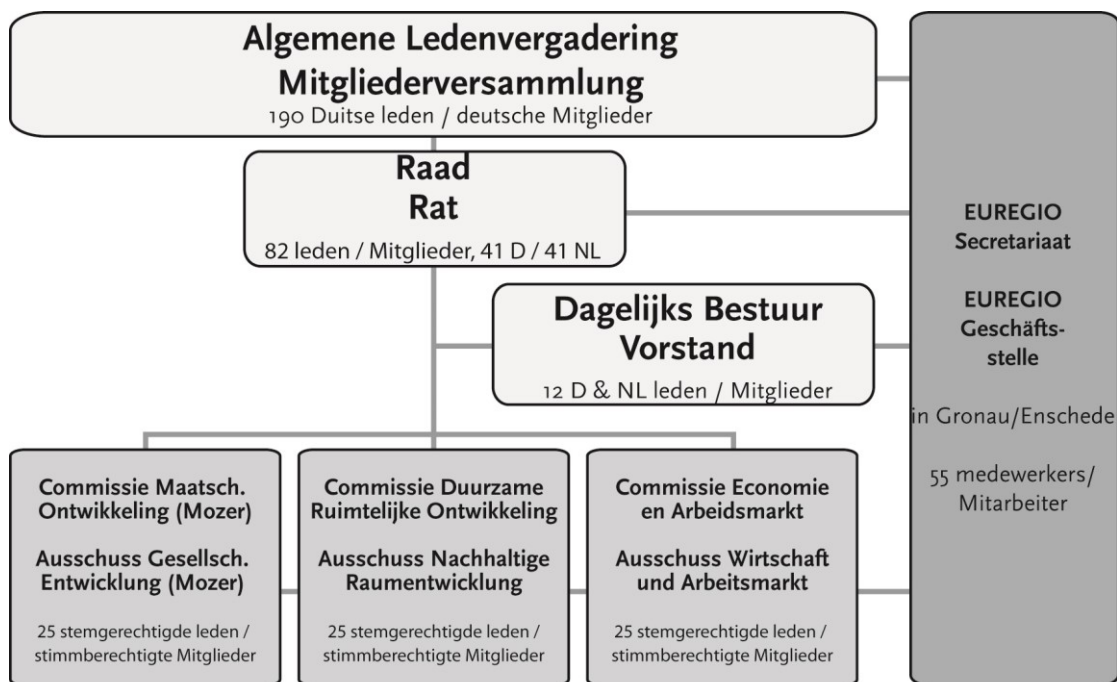 Algemene Ledenvergadering
Mitgliederversammlung
190 Duitse leden / deutsche Mitglieder
Raad
Rat
82 leden / Mitglieder, 41 D / 41 NL
Dagelijks Bestuur
Vorstand
12 D & NL leden / Mitglieder
EUREGIO
Secretariaat
EUREGIO
Geschäfts-
stelle
in Gronau/Enschede
55 medewerkers/
Mitarbeiter
Commissie Maatsch.
Ontwikkeling (Mozer)
Ausschuss Gesellsch.
Entwicklung (Mozer)
25 stemgerechtigde leden /
stimmberechtigte Mitglieder
Commissie Duurzame
Ruimtelijke Ontwikkeling
Ausschuss Nachhaltige
Raumentwicklung
25 stemgerechtigde leden /
stimmberechtigte Mitglieder
Commissie Economie
en Arbeidsmarkt
Ausschuss Wirtschaft
und Arbeitsmarkt
25 stemgerechtigde leden /
stimmberechtigte Mitglieder